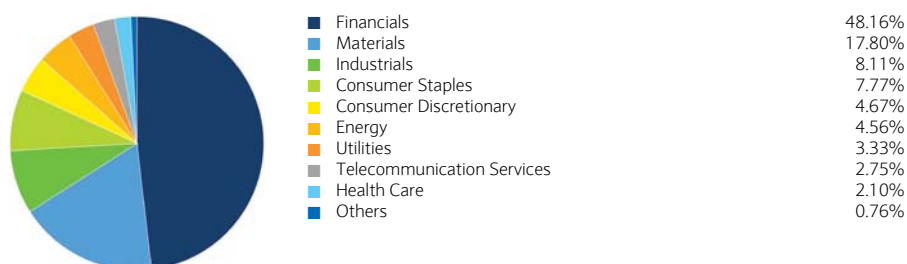 Financials 48.16%
Materials 17.80%
Industrials 8.11%
Consumer Staples 7.77%
Consumer Discretionary 4.67%
Energy 4.56%
Utilities 3.33%
Telecommunication Services 2.75%
Health Care 2.10%
Others 0.76%